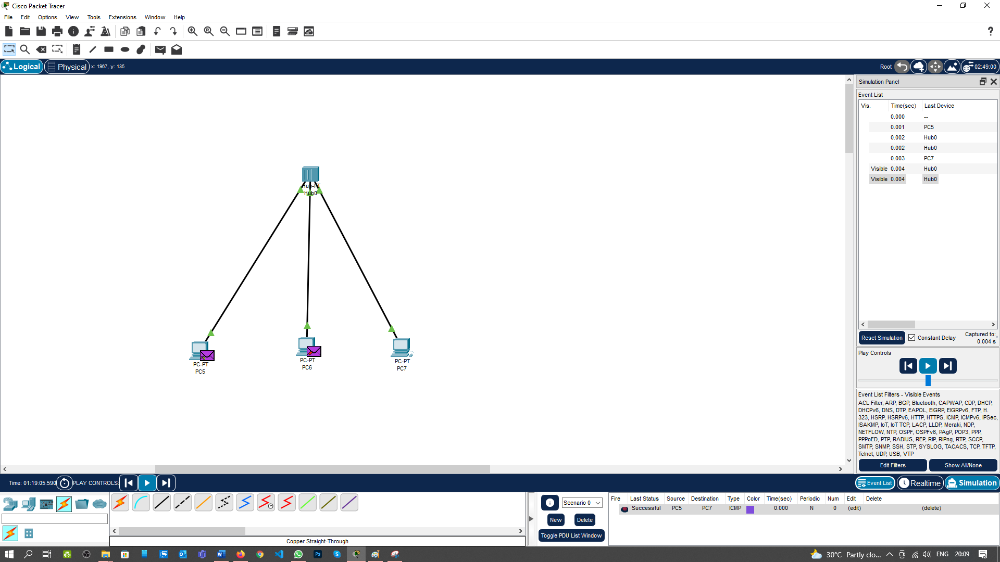 Cisco Packet Tracer
File Edit Options View Tools Extensions Window Help
Logical Physical x: 1967, y: 135 Root 02:49:00
Simulation Panel
Event List
Vis. Time(sec) Last Device
0.000 --
0.001 PC5
0.002 Hub0
0.002 Hub0
0.003 PC7
Visible 0.004 Hub0
Visible 0.004 Hub0
Hub-PT
Hub0
PC-PT
PC5
PC-PT
PC6
PC-PT
PC7
Reset Simulation Constant Delay Captured to:
0.004 s
Play Controls
Event List Filters - Visible Events
ACL Filter, ARP, BGP, Bluetooth, CAPWAP, CDP, DHCP,
DHCPv6, DNS, DTP, EAPOL, EIGRP, EIGRPv6, FTP, H.
323, HSRP, HSRPv6, HTTP, HTTPS, ICMP, ICMPv6, IPSec,
ISAKMP, IoT, IoT TCP, LACP, LLDP, Meraki, NDP,
NETFLOW, NTP, OSPF, OSPFv6, PAgP, POP3, PPP,
PPPoED, PTP, RADIUS, REP, RIP, RIPng, RTP, SCCP,
SMTP, SNMP, SSH, STP, SYSLOG, TACACS, TCP, TFTP,
Telnet, UDP, USB, VTP
Edit Filters Show All/None
Time: 01:19:05.590 PLAY CONTROLS: Event List Realtime Simulation
Scenario 0
New Delete
Toggle PDU List Window
Fire Last Status Source Destination Type Color Time(sec) Periodic Num Edit Delete
Successful PC5 PC7 ICMP 0.000 N 0 (edit) (delete)
Copper Straight-Through
30°C Partly clo... ENG 20:09